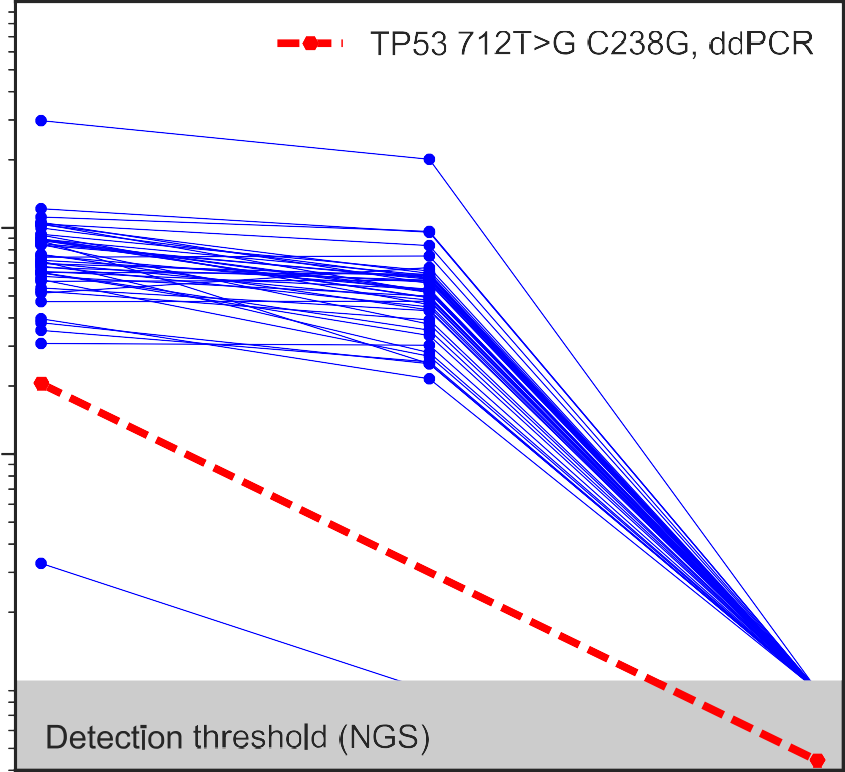 TP53 712T>G C238G, ddPCR
Detection threshold (NGS)